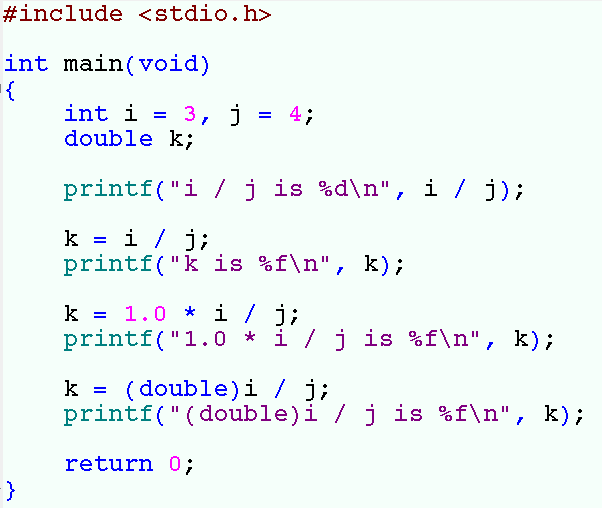 #include <stdio.h>
int main(void)
{
    int i = 3, j = 4;
    double k;
    printf("i / j is %d\n", i / j);
    k = i / j;
    printf("k is %f\n", k);
    k = 1.0 * i / j;
    printf("1.0 * i / j is %f\n", k);
    k = (double)i / j;
    printf("(double)i / j is %f\n", k);
    return 0;
}